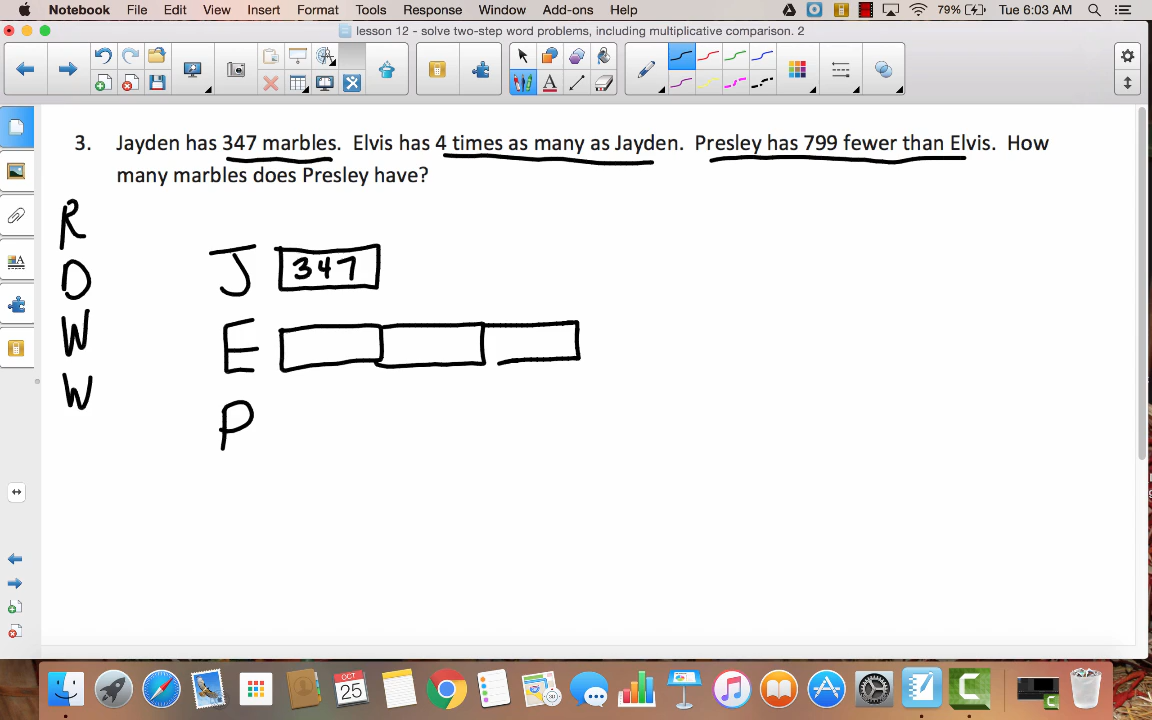 Notebook File Edit View Insert Format Tools Response Window Add-ons Help 79% Tue 6:03 AM
lesson 12 - solve two-step word problems, including multiplicative comparison. 2
3. Jayden has 347 marbles. Elvis has 4 times as many as Jayden. Presley has 799 fewer than Elvis. How
many marbles does Presley have?
R
J 347
D
W E
W
P
OCT
25